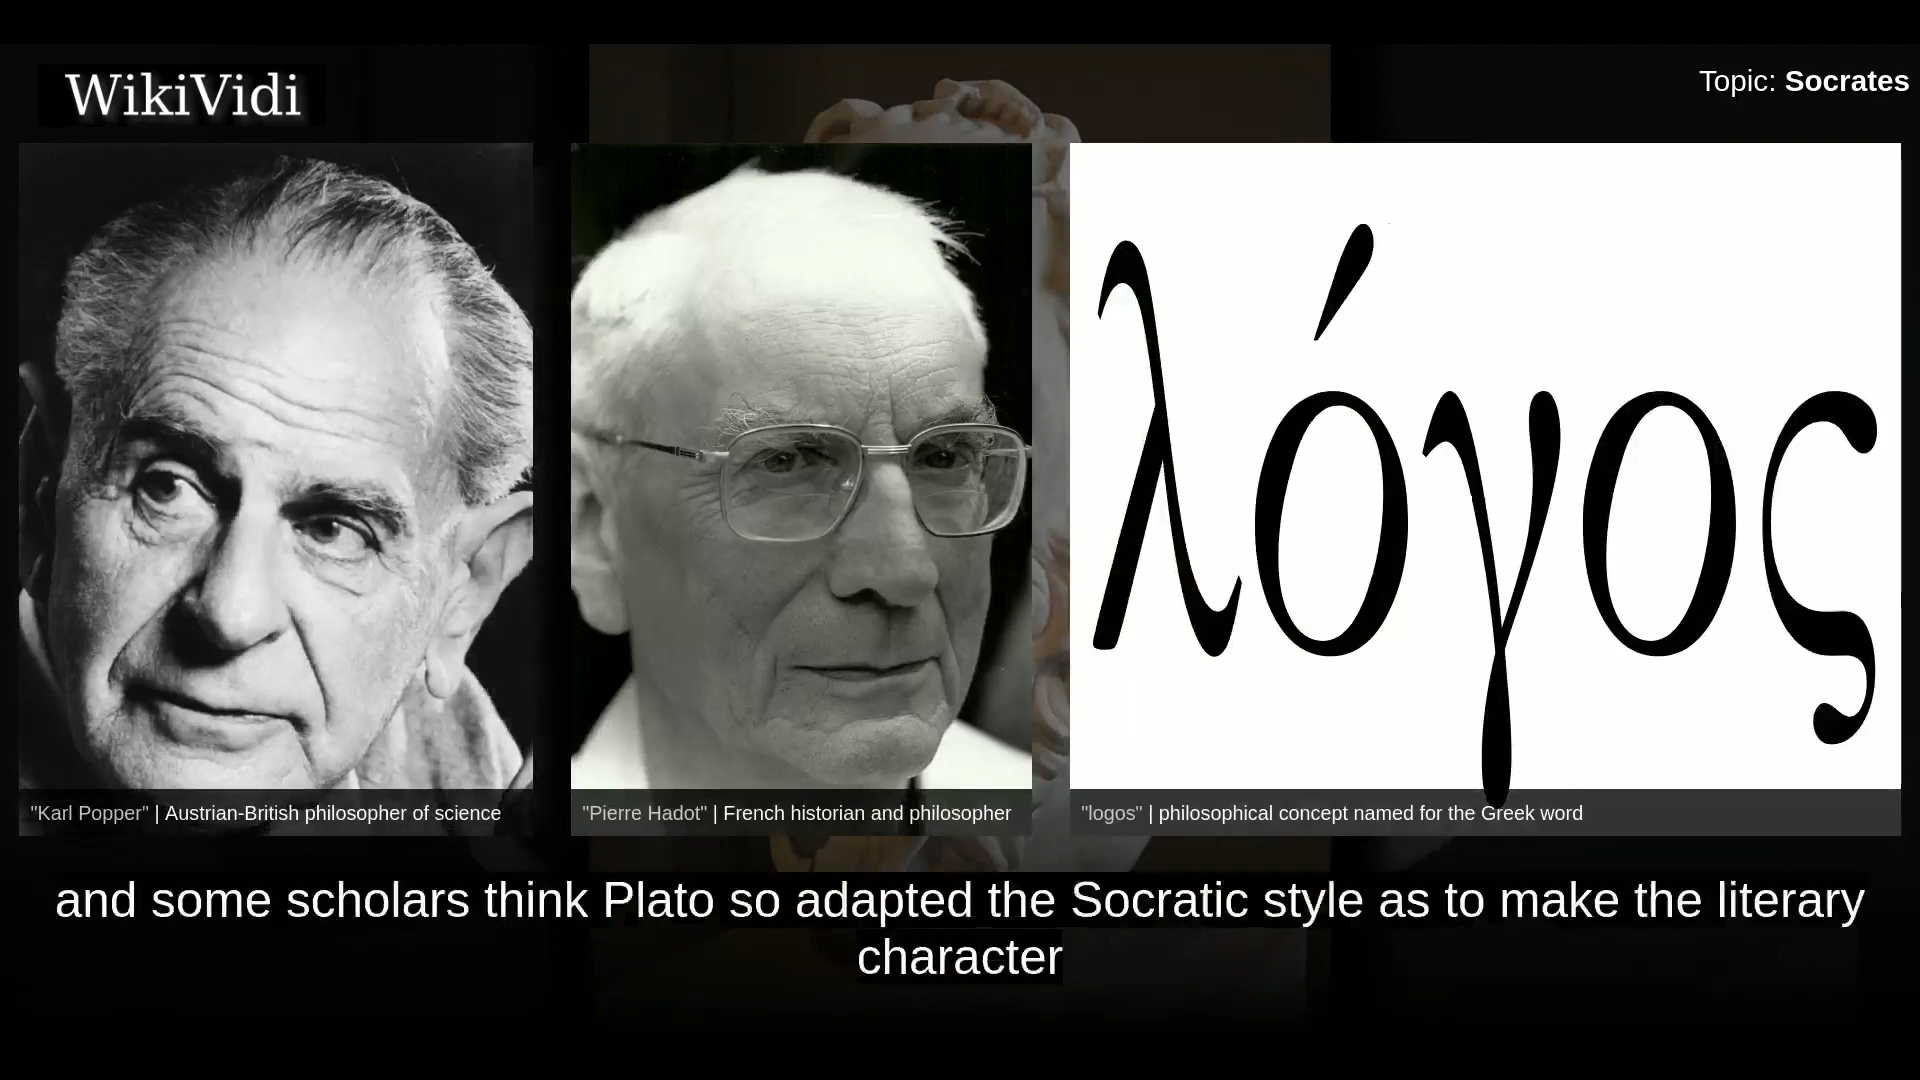 WikiVidi
Topic: Socrates
λόγος
"Karl Popper" | Austrian-British philosopher of science
"Pierre Hadot" | French historian and philosopher
"logos" | philosophical concept named for the Greek word
and some scholars think Plato so adapted the Socratic style as to make the literary
character